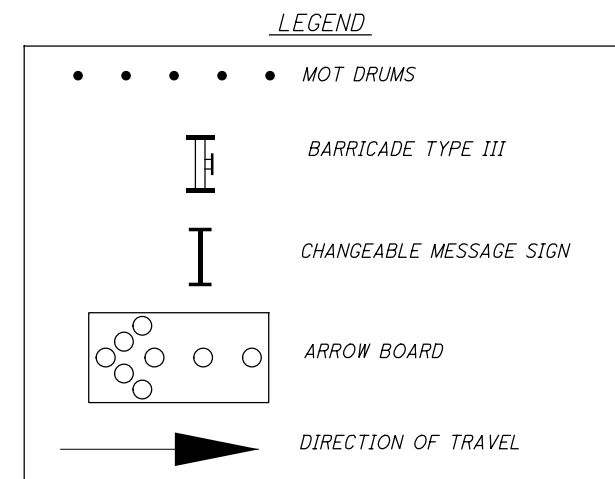 LEGEND
MOT DRUMS
BARRICADE TYPE III
CHANGEABLE MESSAGE SIGN
ARROW BOARD
DIRECTION OF TRAVEL